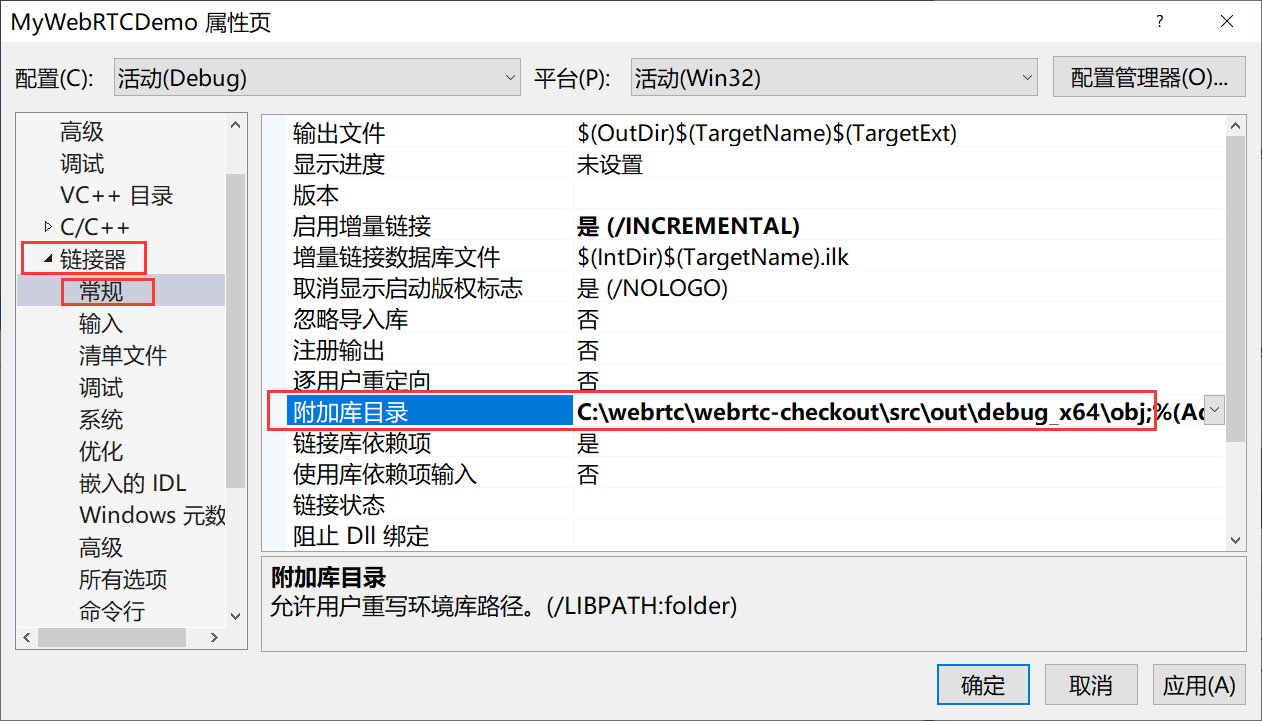 MyWebRTCDemo 属性页
配置(C): 活动(Debug) 平台(P): 活动(Win32) 配置管理器(O)...
高级
调试
VC++ 目录
C/C++
链接器
常规
输入
清单文件
调试
系统
优化
嵌入的 IDL
Windows 元数
高级
所有选项
命令行
输出文件 $(OutDir)$(TargetName)$(TargetExt)
显示进度 未设置
版本
启用增量链接 是 (/INCREMENTAL)
增量链接数据库文件 $(IntDir)$(TargetName).ilk
取消显示启动版权标志 是 (/NOLOGO)
忽略导入库 否
注册输出 否
逐用户重定向 否
附加库目录 C:\webrtc\webrtc-checkout\src\out\debug_x64\obj;%(Ad
链接库依赖项 是
使用库依赖项输入 否
链接状态
阻止 Dll 绑定
附加库目录
允许用户重写环境库路径。(/LIBPATH:folder)
确定 取消 应用(A)